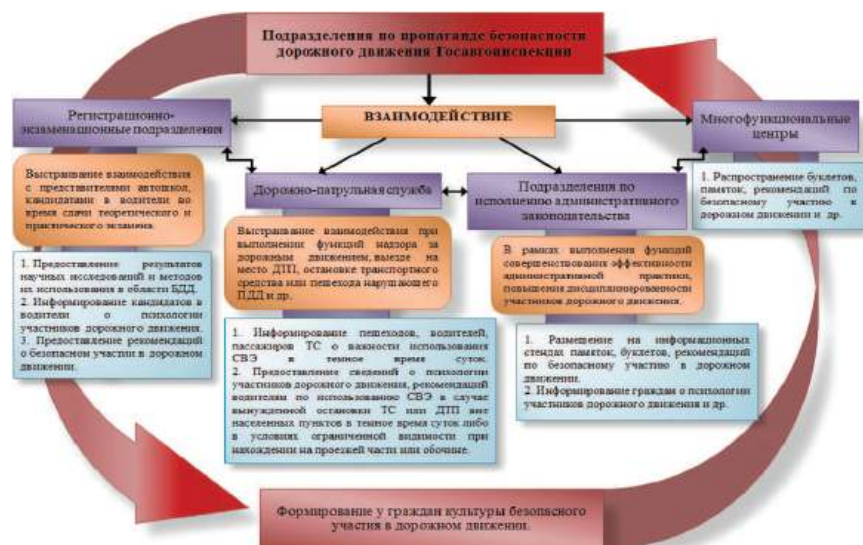 Подразделения по пропаганде безопасности
дорожного движения Госавтоинспекции
Регистрационно-
экзаменационные подразделения
ВЗАИМОДЕЙСТВИЕ
Многофункциональные
центры
Выстраивание взаимодействия
с представителями автошкол,
кандидатами в водители во
время сдачи теоретического и
практического экзамена.
1. Предоставление результатов
научных исследований и методов
их использования в области БДД.
2. Информирование кандидатов в
водители о психологии
участников дорожного движения.
3. Предоставление рекомендаций
о безопасном участии в дорожном
движении.
Дорожно-патрульная служба
Выстраивание взаимодействия при
выполнении функций надзора за
дорожным движением, выезде на
место ДТП, остановке транспортного
средства или пешехода нарушающего
ПДД и др.
1. Информирование пешеходов, водителей,
пассажиров ТС о важности использования
СВЭ в темное время суток.
2. Предоставление сведений о психологии
участников дорожного движения, рекомендаций
водителям по использованию СВЭ в случае
вынужденной остановки ТС или ДТП вне
населенных пунктов в темное время суток либо
в условиях ограниченной видимости при
нахождении на проезжей части или обочине.
Подразделения по
исполнению административного
законодательства
В рамках выполнения функций
совершенствования эффективности
административной практики,
повышения дисциплинированности
участников дорожного движения.
1. Размещение на информационных
стендах памяток, буклетов, рекомендаций
по безопасному участию в дорожном
движении.
2. Информирование граждан о психологии
участников дорожного движения и др.
1. Распространение буклетов,
памяток, рекомендаций по
безопасному участию в
дорожном движении и др.
Формирование у граждан культуры безопасного
участия в дорожном движении.